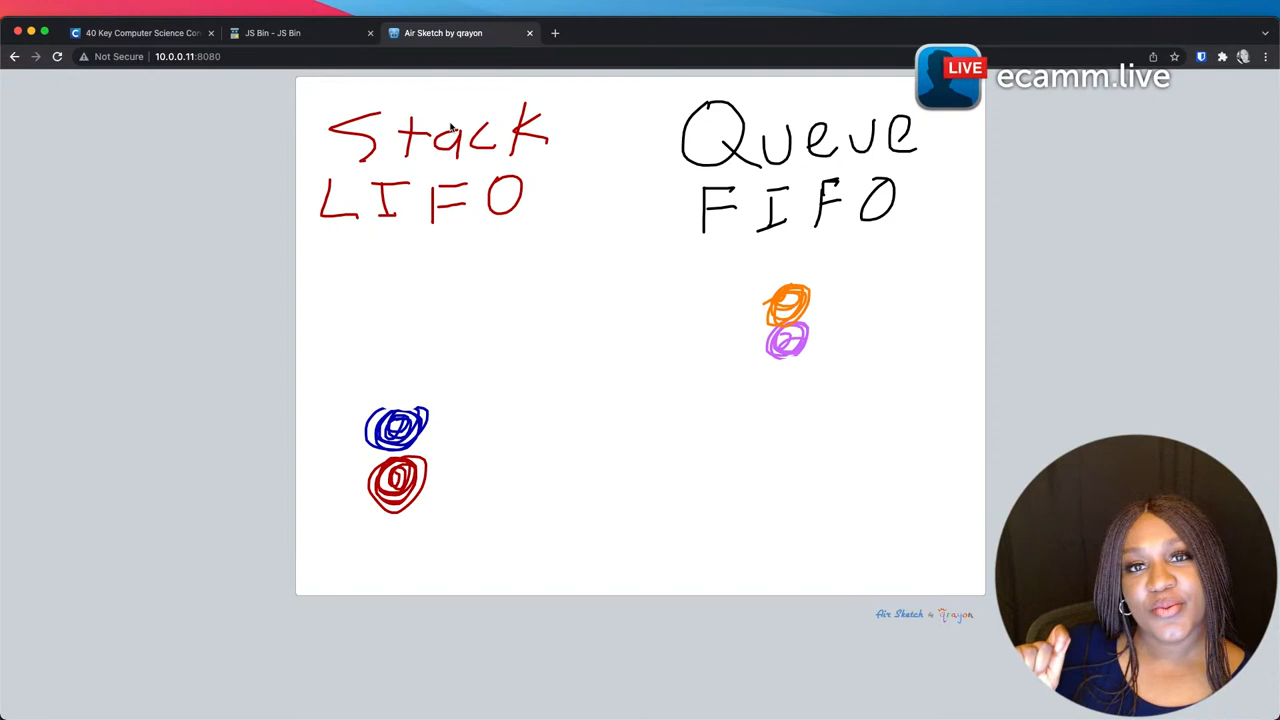 40 Key Computer Science Con
JS Bin - JS Bin
Air Sketch by qrayon
Not Secure
10.0.0.11:8080
LIVE
ecamm.live
Stack
LIFO
Queue
FIFO
Air Sketch by qrayon